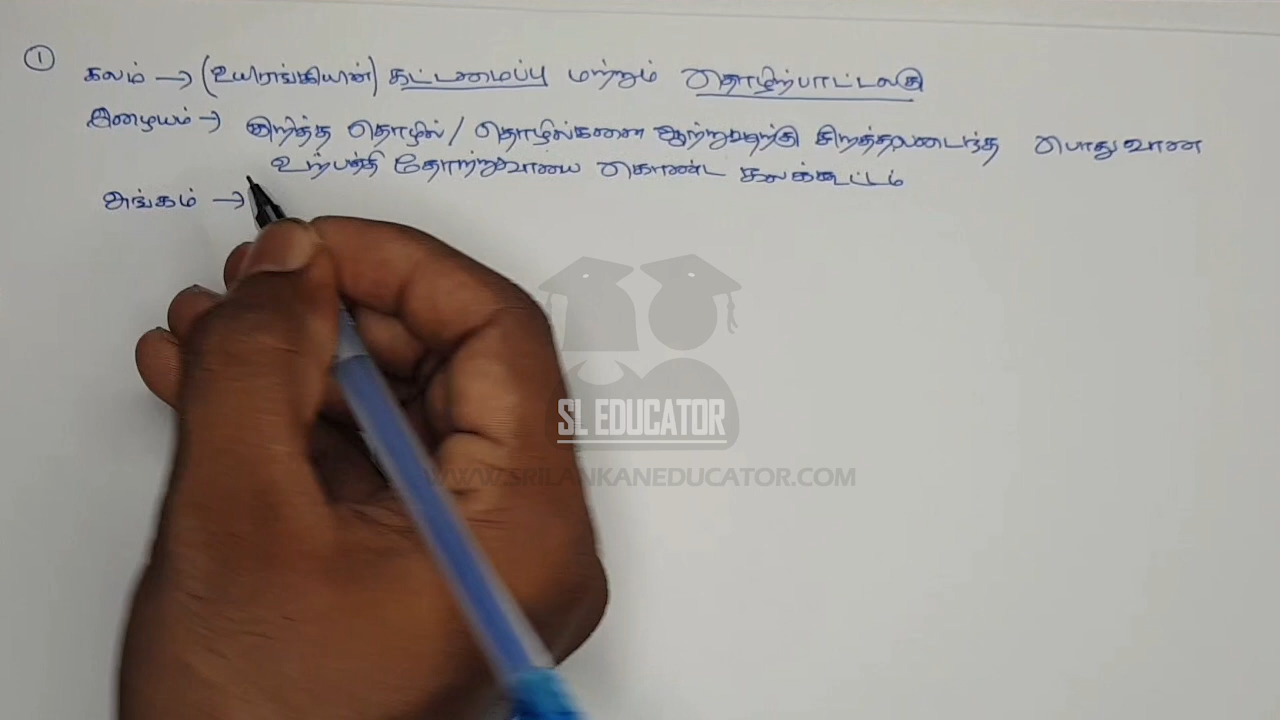 ①
கலம் → (உயிரங்கியின்) கட்டமைப்பு மற்றும் தொழிற்பாட்டலகு
இழையம் → குறித்த தொழில் / தொழில்களை ஆற்றுவதற்கு சிறத்தலடைந்த பொதுவான
உற்பத்தி தோற்றுவாயை கொண்ட கலக்கூட்டம்
அங்கம் →
SL EDUCATOR
WWW.SRILANKANEDUCATOR.COM